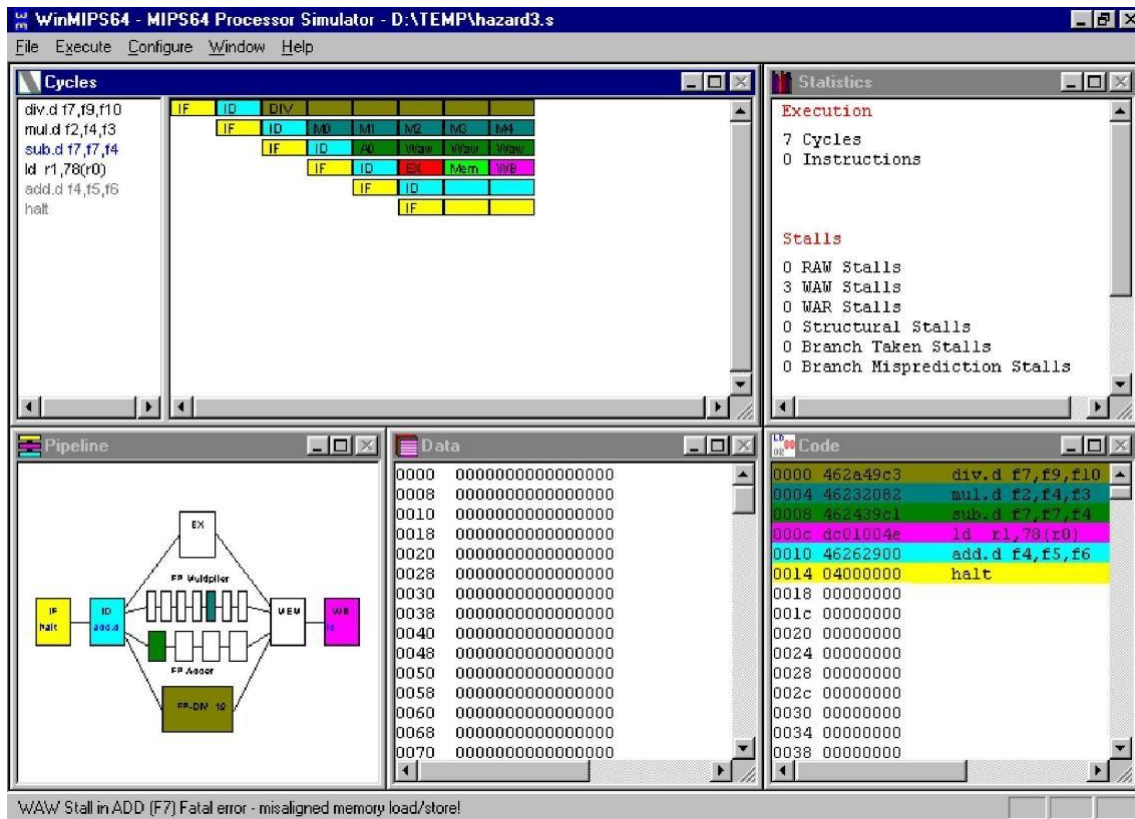 WinMIPS64 - MIPS64 Processor Simulator - D:\TEMP\hazard3.s
File Execute Configure Window Help
Cycles
div.d f7,f9,f10 IF ID DIV
mul.d f2,f4,f3 IF ID M0 M1 M2 M3 M4
sub.d f7,f7,f4 IF ID A0 Waw Waw Waw
ld r1,78(r0) IF ID EX Mem WB
add.d f4,f5,f6 IF ID
halt IF
Statistics
Execution
7 Cycles
0 Instructions
Stalls
0 RAW Stalls
3 WAW Stalls
0 WAR Stalls
0 Structural Stalls
0 Branch Taken Stalls
0 Branch Misprediction Stalls
Pipeline
EX
FP Multiplier
IF
halt
ID
add.d
MEM
WB
ld
FP Adder
FP-DIV 19
Data
0000 0000000000000000
0008 0000000000000000
0010 0000000000000000
0018 0000000000000000
0020 0000000000000000
0028 0000000000000000
0030 0000000000000000
0038 0000000000000000
0040 0000000000000000
0048 0000000000000000
0050 0000000000000000
0058 0000000000000000
0060 0000000000000000
0068 0000000000000000
0070 0000000000000000
Code
0000 462a49c3 div.d f7,f9,f10
0004 46232082 mul.d f2,f4,f3
0008 462439c1 sub.d f7,f7,f4
000c dc01004e ld r1,78(r0)
0010 46262900 add.d f4,f5,f6
0014 04000000 halt
0018 00000000
001c 00000000
0020 00000000
0024 00000000
0028 00000000
002c 00000000
0030 00000000
0034 00000000
0038 00000000
WAW Stall in ADD (F7) Fatal error - misaligned memory load/store!